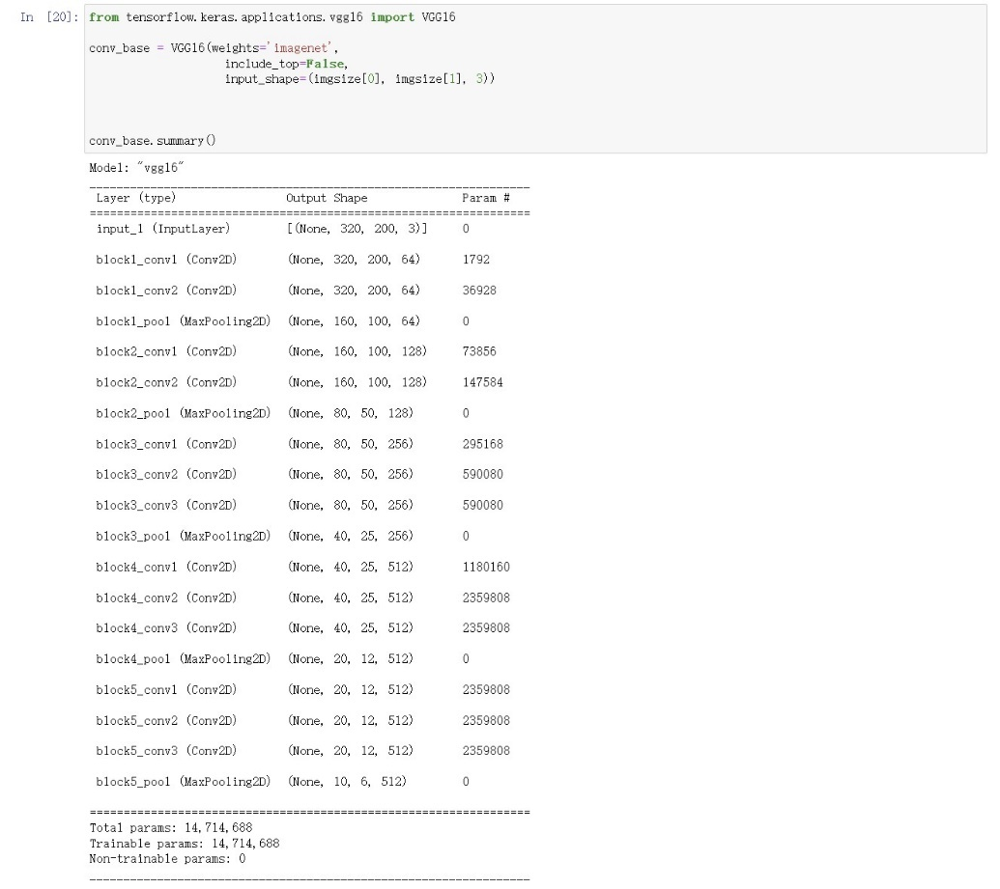 In [20]: from tensorflow.keras.applications.vgg16 import VGG16
conv_base = VGG16(weights='imagenet',
include_top=False,
input_shape=(imgsize[0], imgsize[1], 3))
conv_base.summary()
Model: "vgg16"
Layer (type) Output Shape Param #
input_1 (InputLayer) [(None, 320, 200, 3)] 0
block1_conv1 (Conv2D) (None, 320, 200, 64) 1792
block1_conv2 (Conv2D) (None, 320, 200, 64) 36928
block1_pool (MaxPooling2D) (None, 160, 100, 64) 0
block2_conv1 (Conv2D) (None, 160, 100, 128) 73856
block2_conv2 (Conv2D) (None, 160, 100, 128) 147584
block2_pool (MaxPooling2D) (None, 80, 50, 128) 0
block3_conv1 (Conv2D) (None, 80, 50, 256) 295168
block3_conv2 (Conv2D) (None, 80, 50, 256) 590080
block3_conv3 (Conv2D) (None, 80, 50, 256) 590080
block3_pool (MaxPooling2D) (None, 40, 25, 256) 0
block4_conv1 (Conv2D) (None, 40, 25, 512) 1180160
block4_conv2 (Conv2D) (None, 40, 25, 512) 2359808
block4_conv3 (Conv2D) (None, 40, 25, 512) 2359808
block4_pool (MaxPooling2D) (None, 20, 12, 512) 0
block5_conv1 (Conv2D) (None, 20, 12, 512) 2359808
block5_conv2 (Conv2D) (None, 20, 12, 512) 2359808
block5_conv3 (Conv2D) (None, 20, 12, 512) 2359808
block5_pool (MaxPooling2D) (None, 10, 6, 512) 0
Total params: 14,714,688
Trainable params: 14,714,688
Non-trainable params: 0